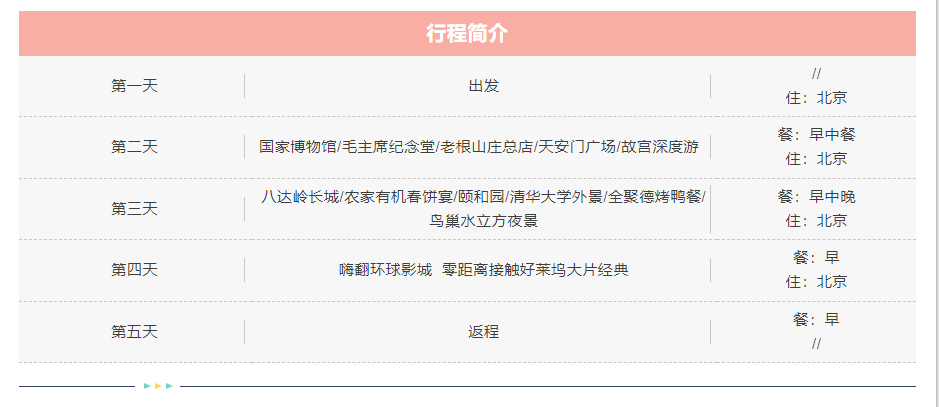 行程简介
第一天
出发
//
住：北京
第二天
国家博物馆/毛主席纪念堂/老根山庄总店/天安门广场/故宫深度游
餐：早中餐
住：北京
第三天
八达岭长城/农家有机春饼宴/颐和园/清华大学外景/全聚德烤鸭餐/
鸟巢水立方夜景
餐：早中晚
住：北京
第四天
嗨翻环球影城 零距离接触好莱坞大片经典
餐：早
住：北京
第五天
返程
餐：早
//